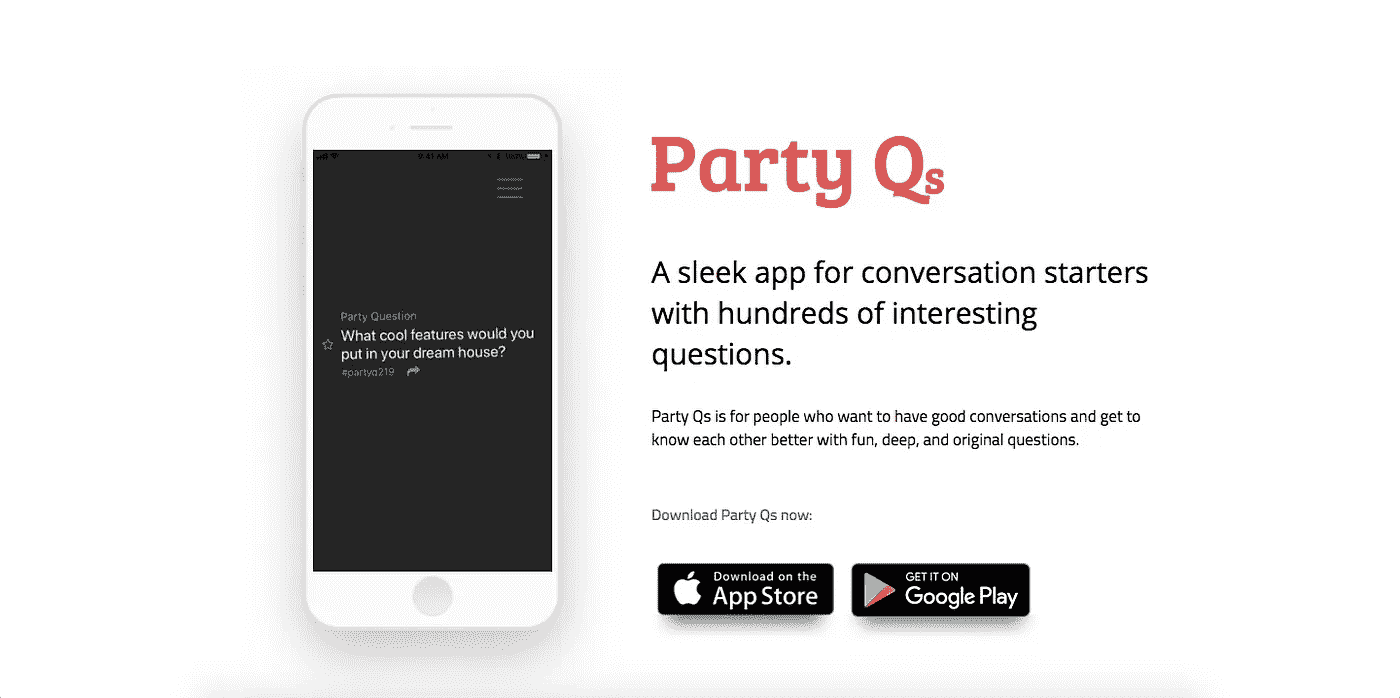 9:41 AM
Party Question
What cool features would you
put in your dream house?
#partyq219
Party Qs
A sleek app for conversation starters
with hundreds of interesting
questions.
Party Qs is for people who want to have good conversations and get to
know each other better with fun, deep, and original questions.
Download Party Qs now:
Download on the
App Store
GET IT ON
Google Play